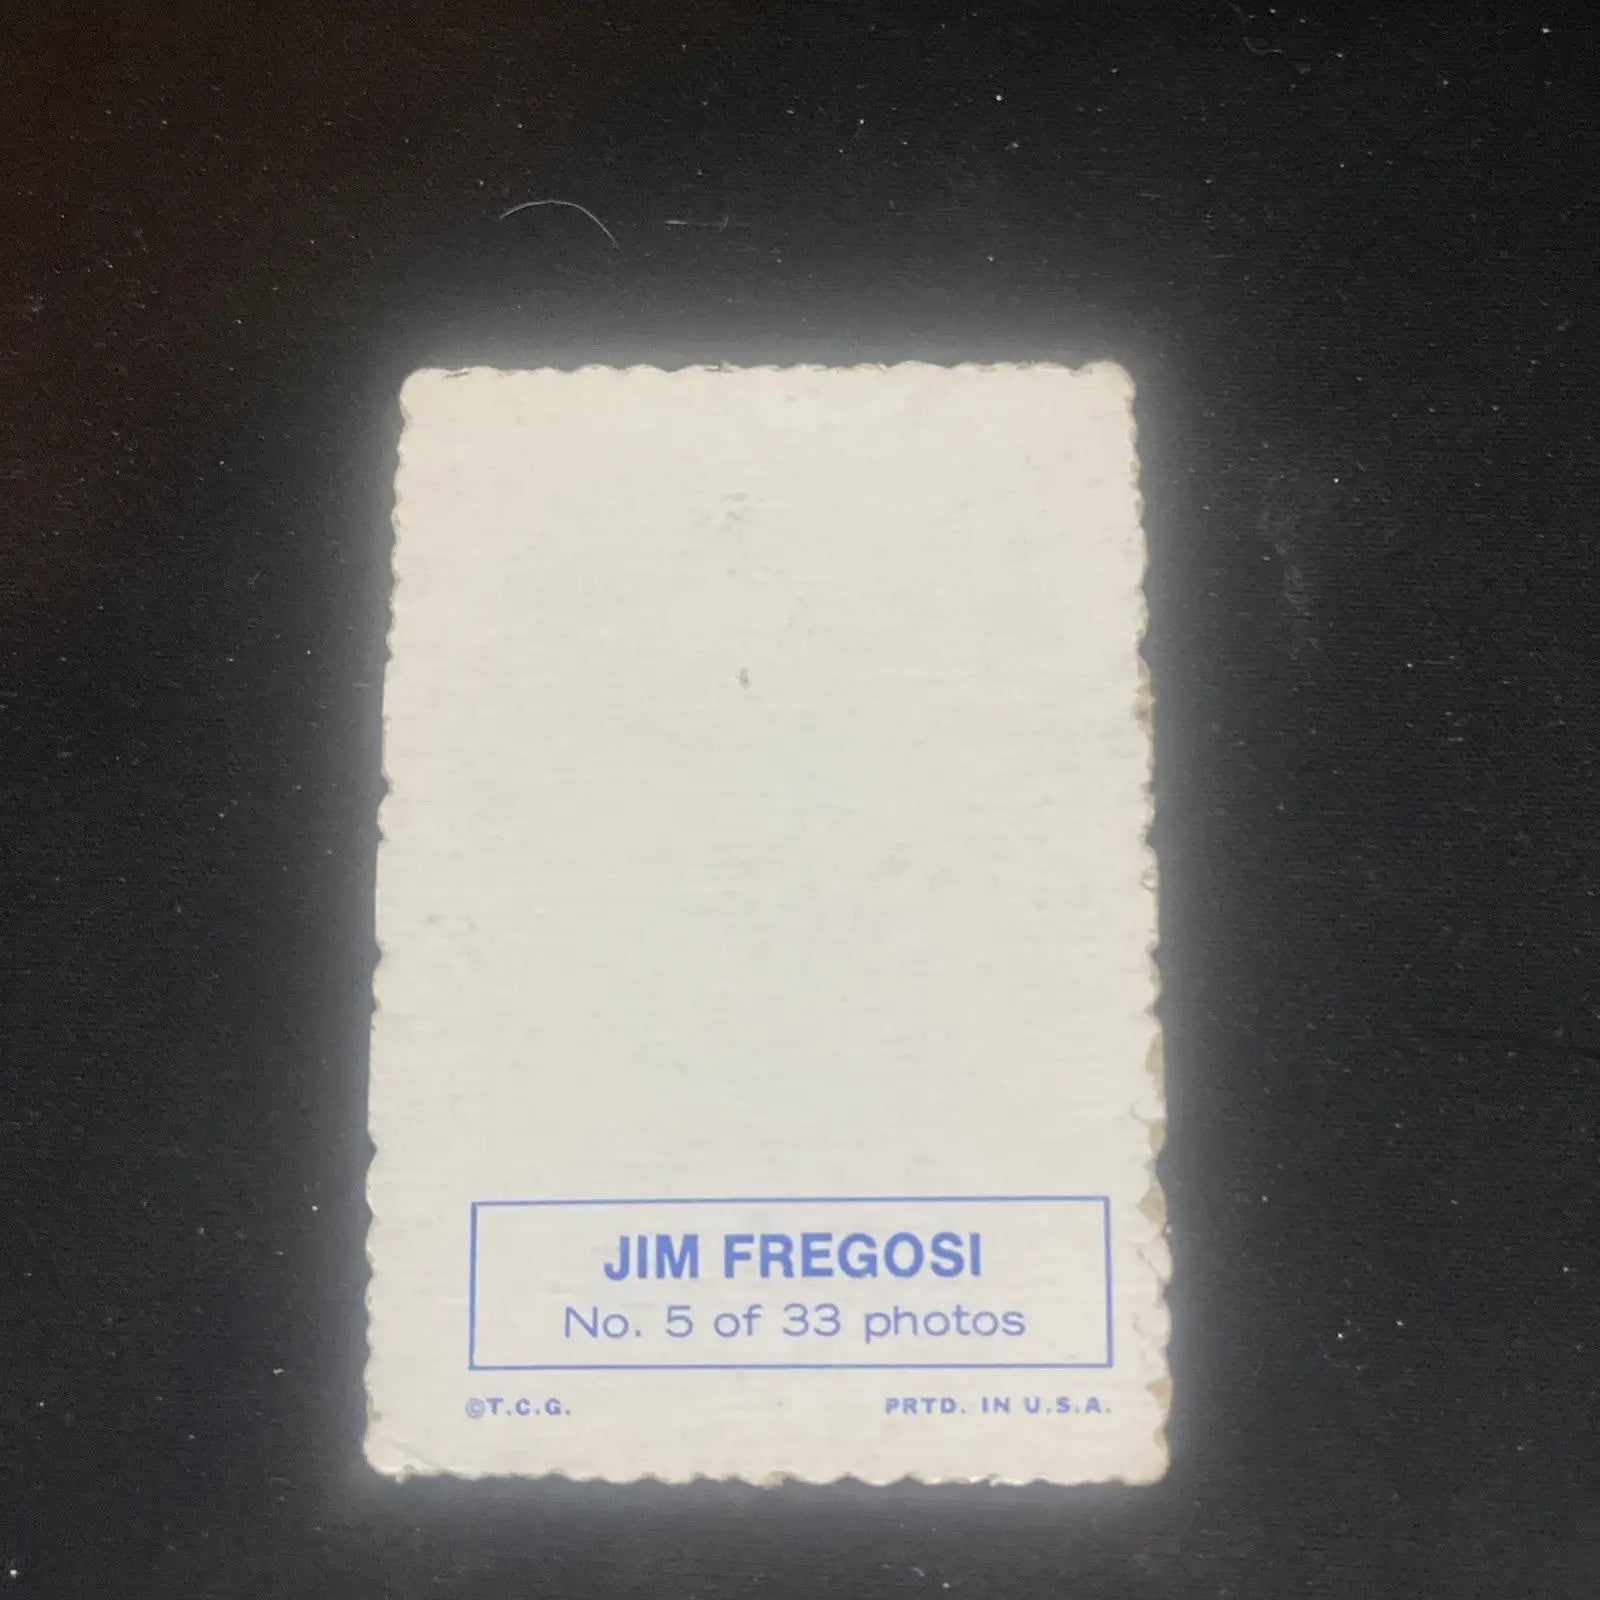 JIM FREGOSI
No. 5 of 33 photos
©T.C.G. PRTD. IN U.S.A.